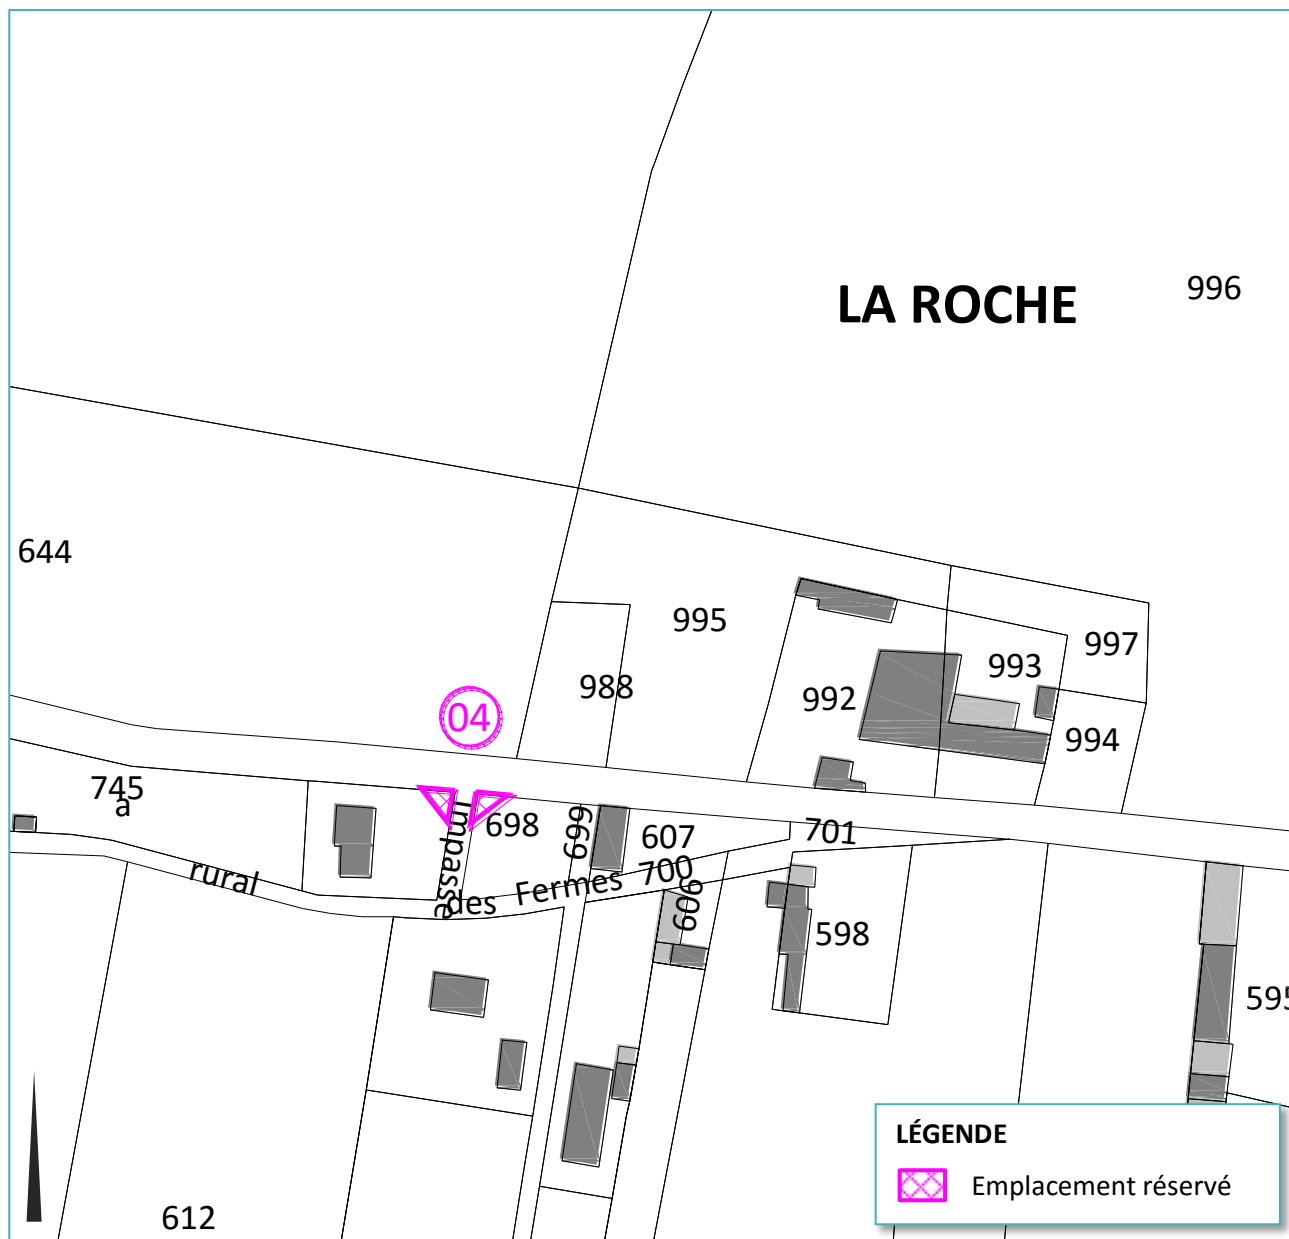 LA ROCHE
996
644
995
997
993
988
992
04
994
745
a
698
699
607
701
rural
Impasse
des Fermes
700
606
598
595
612
LÉGENDE
Emplacement réservé